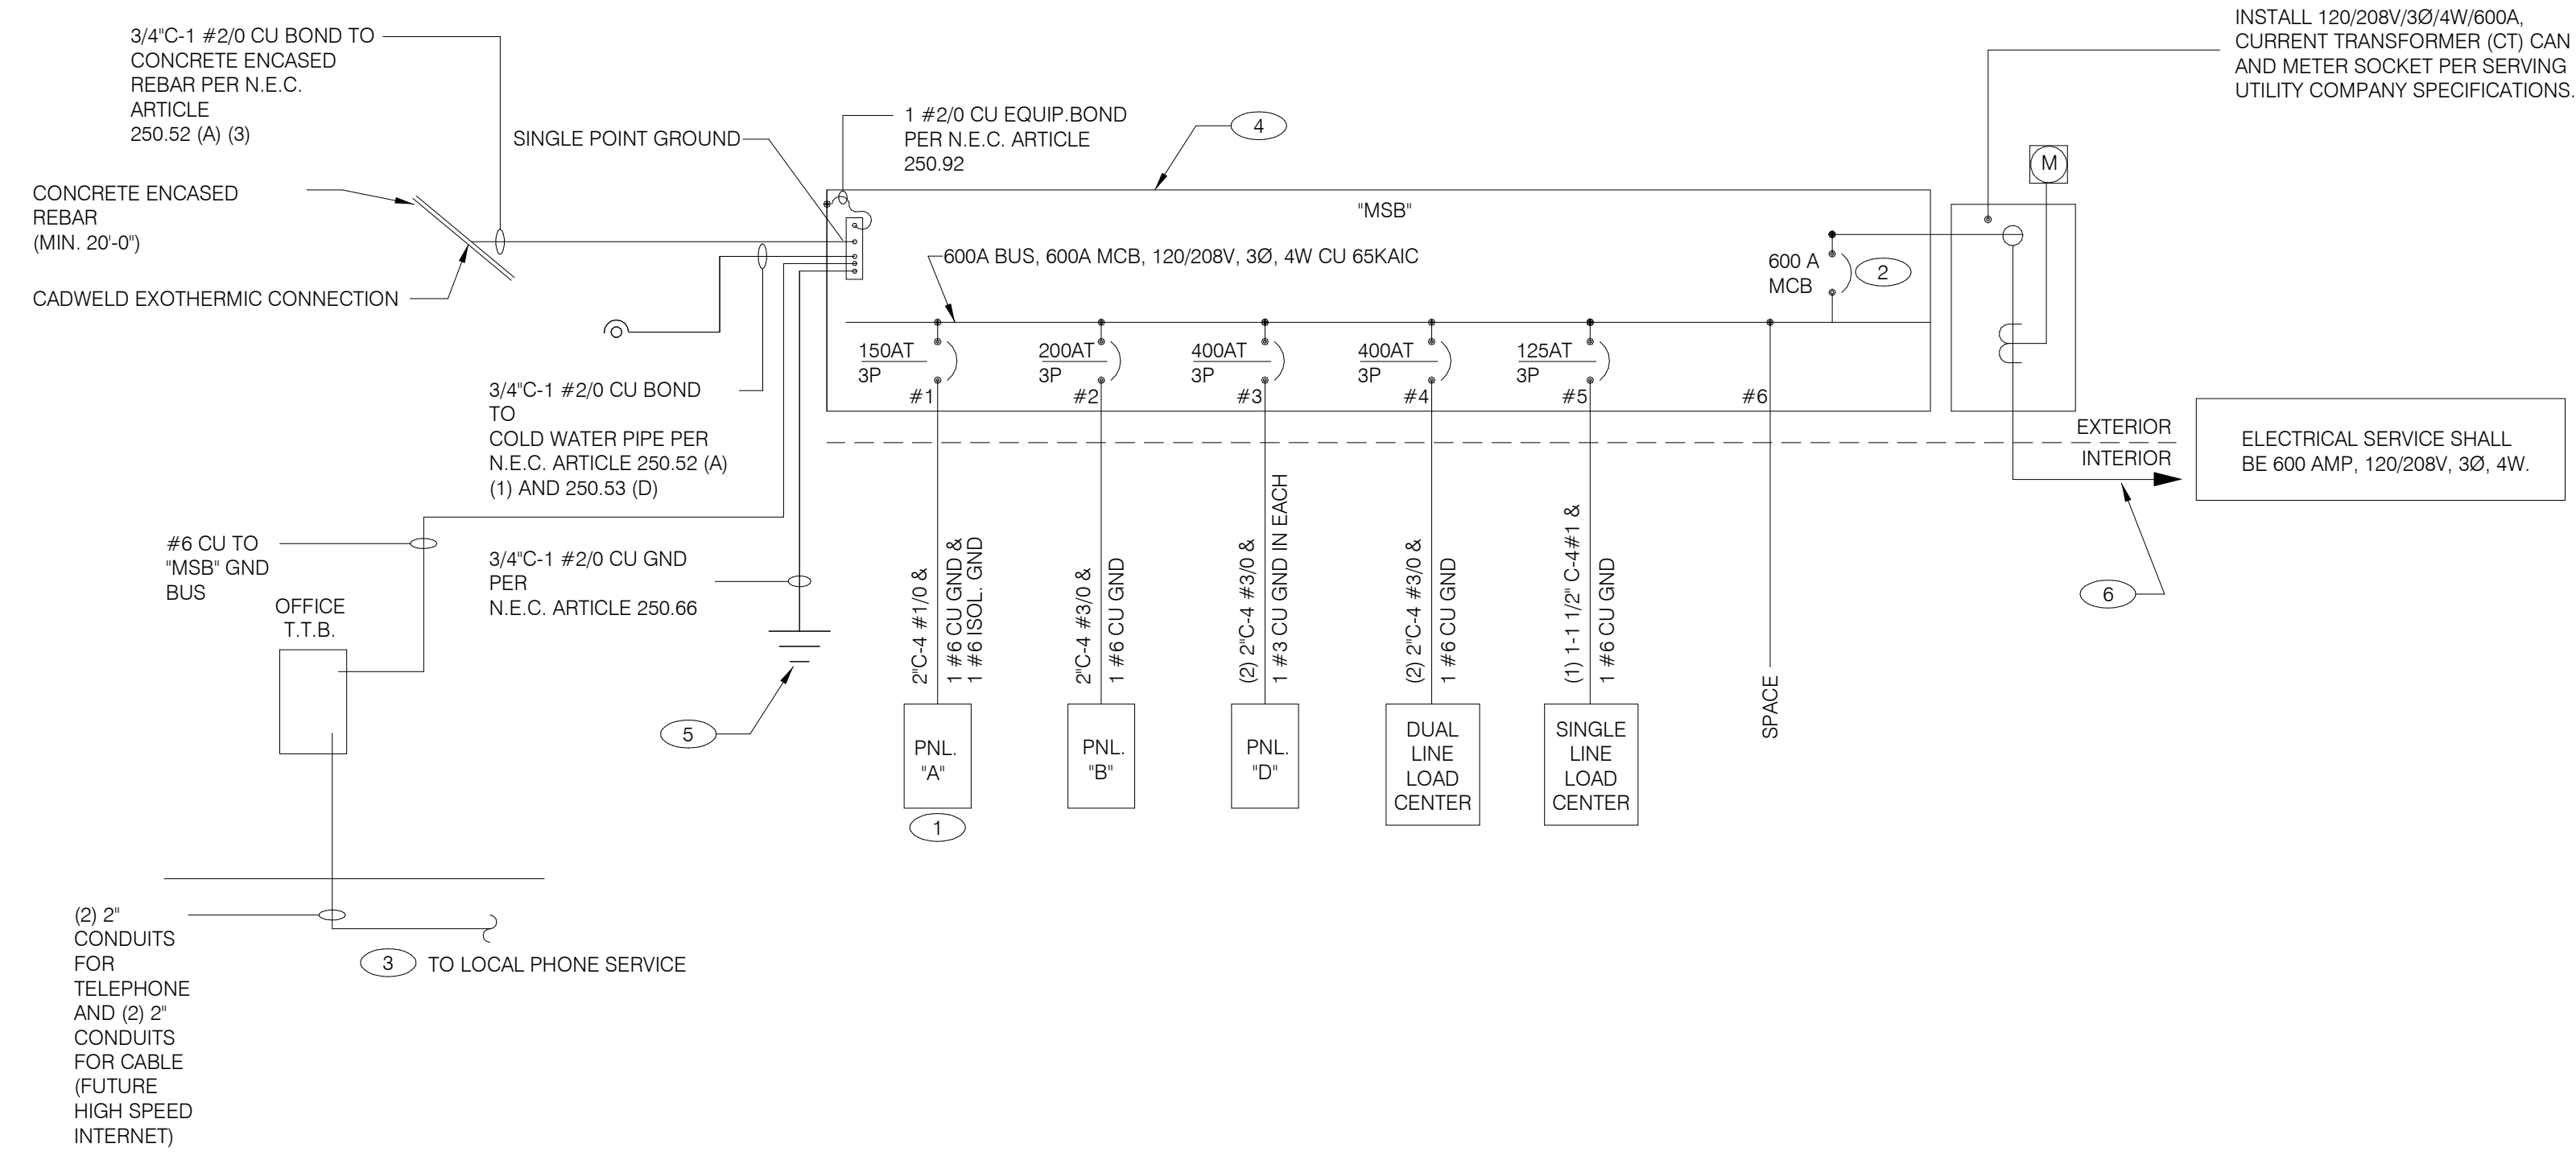 3/4"C-1 #2/0 CU BOND TO
CONCRETE ENCASED
REBAR PER N.E.C.
ARTICLE
250.52 (A) (3)
INSTALL 120/208V/3Ø/4W/600A,
CURRENT TRANSFORMER (CT) CAN
AND METER SOCKET PER SERVING
UTILITY COMPANY SPECIFICATIONS.
SINGLE POINT GROUND
1 #2/0 CU EQUIP.BOND
PER N.E.C. ARTICLE
250.92
4
M
CONCRETE ENCASED
REBAR
(MIN. 20'-0")
CADWELD EXOTHERMIC CONNECTION
"MSB"
600A BUS, 600A MCB, 120/208V, 3Ø, 4W CU 65KAIC
600 A
MCB
2
150AT
3P
#1
200AT
3P
#2
400AT
3P
#3
400AT
3P
#4
125AT
3P
#5
#6
3/4"C-1 #2/0 CU BOND
TO
COLD WATER PIPE PER
N.E.C. ARTICLE 250.52 (A)
(1) AND 250.53 (D)
EXTERIOR
INTERIOR
ELECTRICAL SERVICE SHALL
BE 600 AMP, 120/208V, 3Ø, 4W.
6
#6 CU TO
"MSB" GND
BUS
3/4"C-1 #2/0 CU GND
PER
N.E.C. ARTICLE 250.66
5
OFFICE
T.T.B.
2"C-4 #1/0 &
1 #6 CU GND &
1 #6 ISOL. GND
2"C-4 #3/0 &
1 #6 CU GND
(2) 2"C-4 #3/0 &
1 #3 CU GND IN EACH
(2) 2"C-4 #3/0 &
1 #6 CU GND
(1) 1-1 1/2" C-4#1 &
1 #6 CU GND
SPACE
PNL.
"A"
1
PNL.
"B"
PNL.
"D"
DUAL
LINE
LOAD
CENTER
SINGLE
LINE
LOAD
CENTER
(2) 2"
CONDUITS
FOR
TELEPHONE
AND (2) 2"
CONDUITS
FOR CABLE
(FUTURE
HIGH SPEED
INTERNET)
3 TO LOCAL PHONE SERVICE